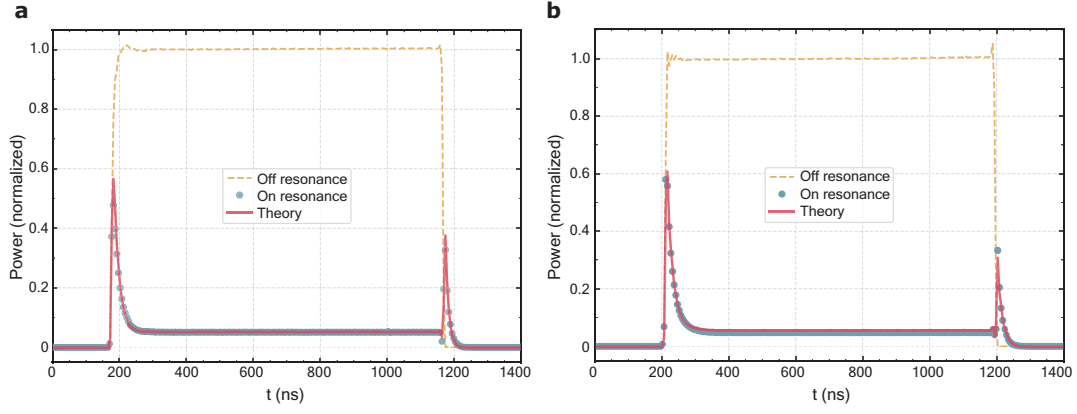 a
Power (normalized)
1.0
0.8
0.6
0.4
0.2
0
Off resonance
On resonance
Theory
0 200 400 600 800 1000 1200 1400
t (ns)
b
Power (normalized)
1.0
0.8
0.6
0.4
0.2
0
Off resonance
On resonance
Theory
0 200 400 600 800 1000 1200 1400
t (ns)